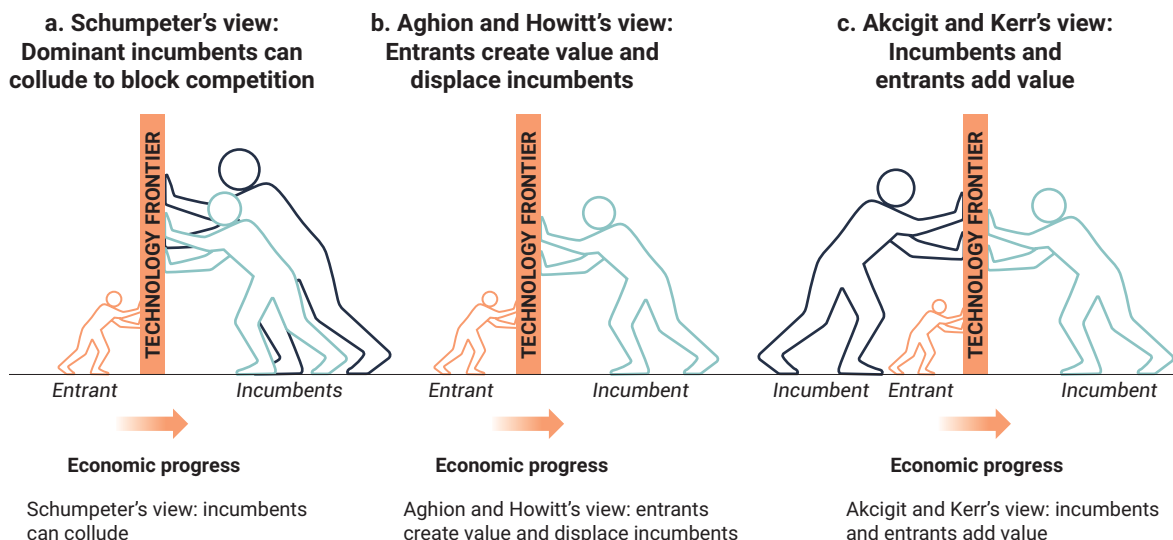 a. Schumpeter’s view:
Dominant incumbents can
collude to block competition
TECHNOLOGY FRONTIER
Entrant
Incumbents
Economic progress
Schumpeter’s view: incumbents
can collude
b. Aghion and Howitt’s view:
Entrants create value and
displace incumbents
TECHNOLOGY FRONTIER
Entrant
Incumbent
Economic progress
Aghion and Howitt’s view: entrants
create value and displace incumbents
c. Akcigit and Kerr’s view:
Incumbents and
entrants add value
TECHNOLOGY FRONTIER
Incumbent
Entrant
Incumbent
Economic progress
Akcigit and Kerr’s view: incumbents
and entrants add value